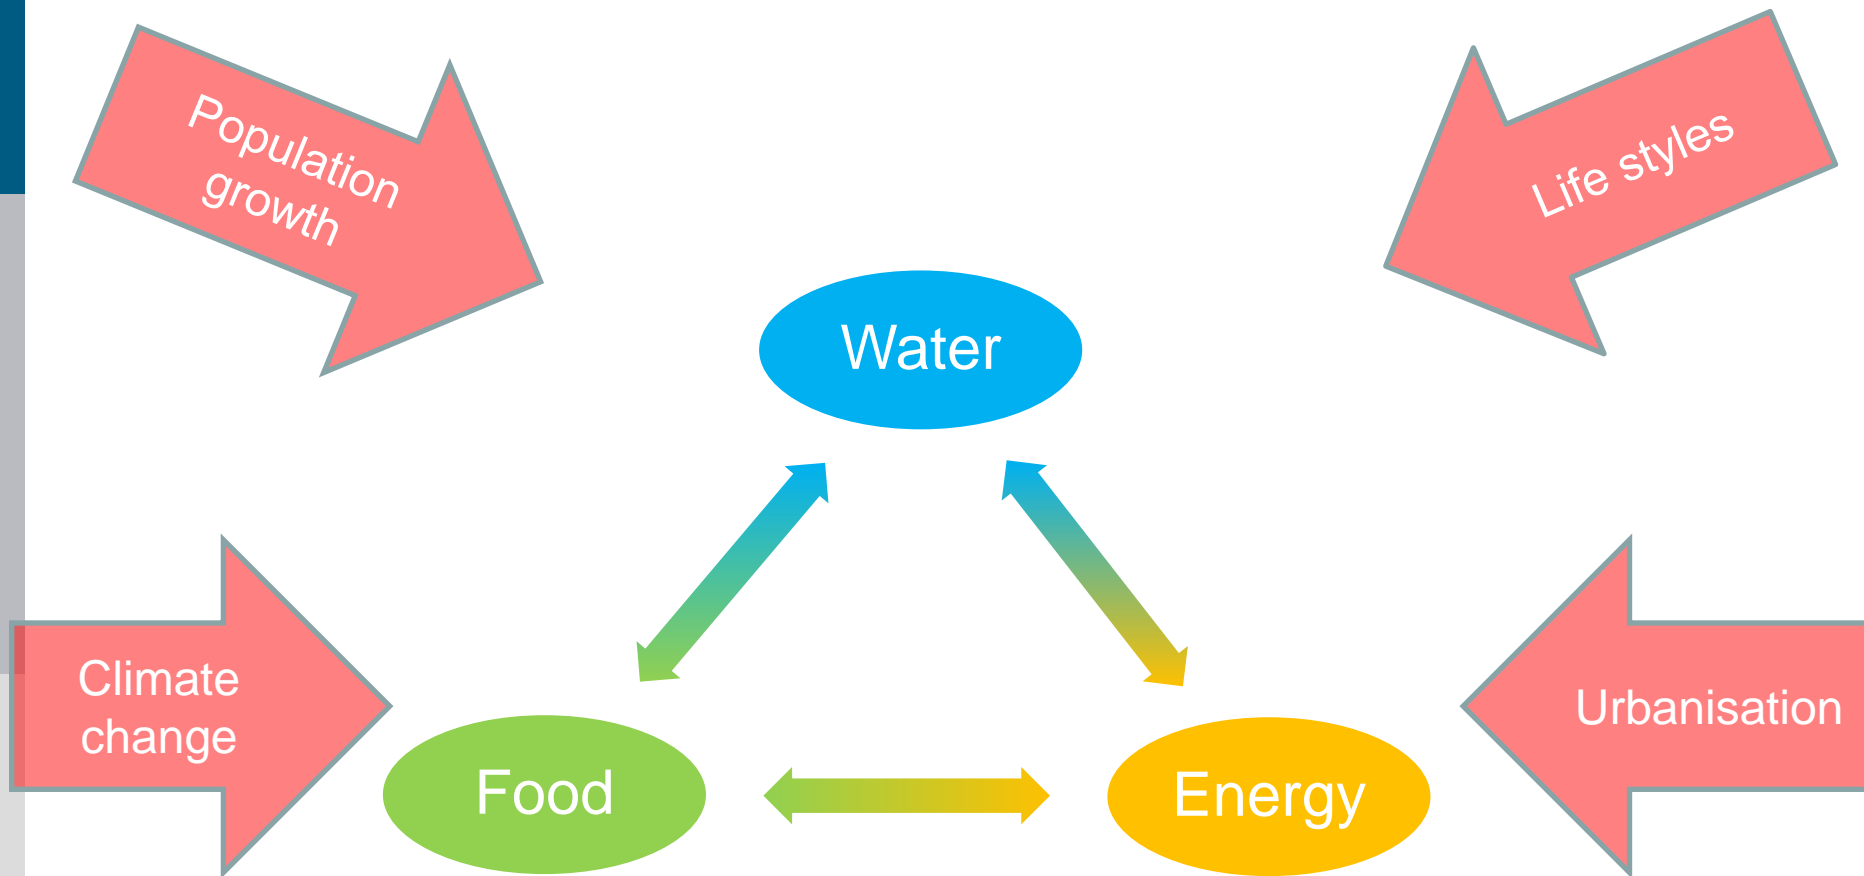 Population
growth
Life styles
Water
Climate
change
Urbanisation
Food
Energy